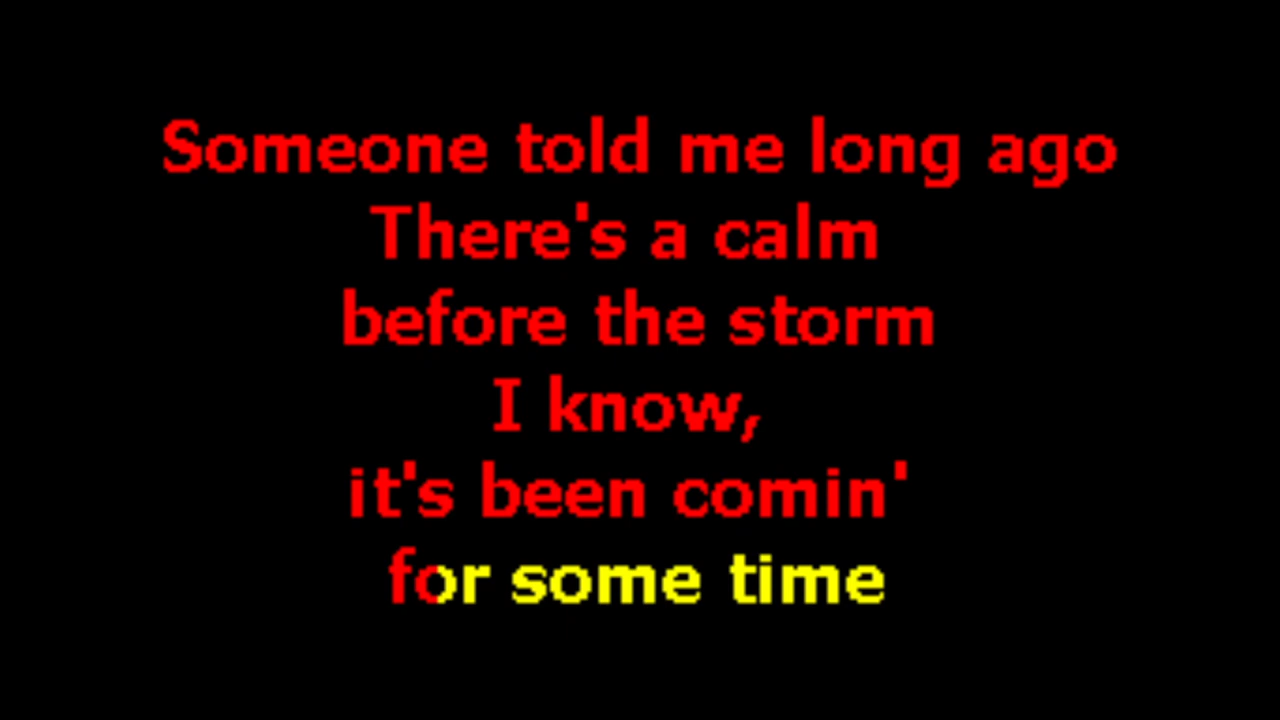 Someone told me long ago
There's a calm
before the storm
I know,
it's been comin'
for some time